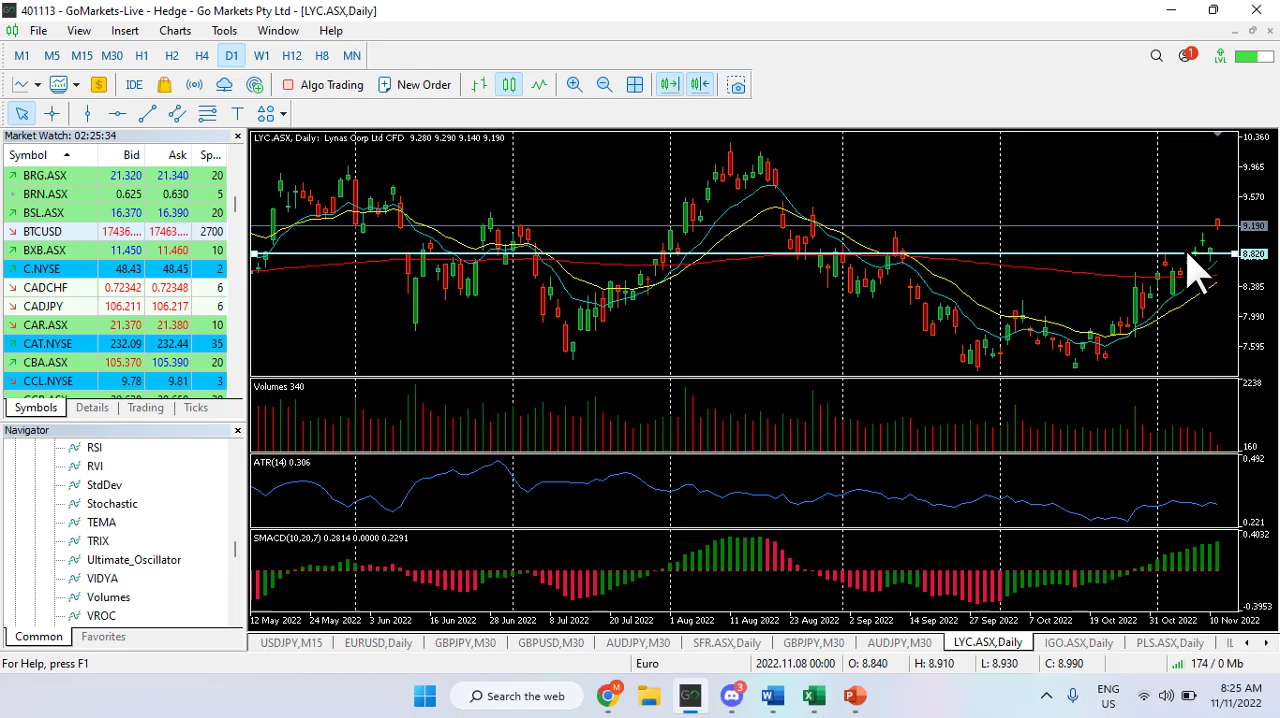 401113 - GoMarkets-Live - Hedge - Go Markets Pty Ltd - [LYC.ASX,Daily]
File View Insert Charts Tools Window Help
M1 M5 M15 M30 H1 H2 H4 D1 W1 H12 H8 MN
1 LVL
IDE Algo Trading New Order
Market Watch: 02:25:34
Symbol Bid Ask Sp...
BRG.ASX 21.320 21.340 20
BRN.ASX 0.625 0.630 5
BSL.ASX 16.370 16.390 20
BTCUSD 17436.... 17463.... 2700
BXB.ASX 11.450 11.460 10
C.NYSE 48.43 48.45 2
CADCHF 0.72342 0.72348 6
CADJPY 106.211 106.217 6
CAR.ASX 21.370 21.380 10
CAT.NYSE 232.09 232.44 35
CBA.ASX 105.370 105.390 20
CCL.NYSE 9.78 9.81 3
Symbols Details Trading Ticks
Navigator
RSI
RVI
StdDev
Stochastic
TEMA
TRIX
Ultimate_Oscillator
VIDYA
Volumes
VROC
Common Favorites
LYC.ASX, Daily: Lynas Corp Ltd CFD 9.280 9.290 9.140 9.190
10.360
9.965
9.570
9.190
8.820
8.385
7.990
7.595
Volumes 340
2238
160
ATR(14) 0.306
0.492
0.221
SMACD(10,20,7) 0.2814 0.0000 0.2291
0.4032
-0.3953
12 May 2022 24 May 2022 3 Jun 2022 16 Jun 2022 28 Jun 2022 8 Jul 2022 20 Jul 2022 1 Aug 2022 11 Aug 2022 23 Aug 2022 2 Sep 2022 15 Sep 2022 27 Sep 2022 7 Oct 2022 19 Oct 2022 31 Oct 2022 10 Nov 2022
USDJPY,M15 EURUSD,Daily GBPJPY,M30 GBPUSD,M30 AUDJPY,M30 SFR.ASX,Daily GBPJPY,M30 AUDJPY,M30 LYC.ASX,Daily IGO.ASX,Daily PLS.ASX,Daily
For Help, press F1 Euro 2022.11.08 00:00 O: 8.840 H: 8.910 L: 8.930 C: 8.990 174 / 0 Mb
Search the web
M
GO
3
ENG
US
8:25 AM
11/11/2022